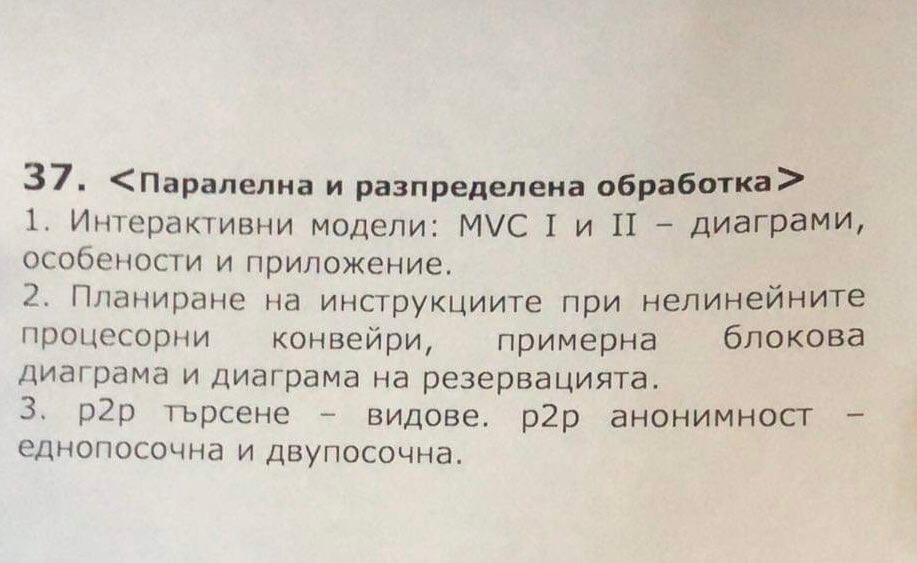 37. <Паралелна и разпределена обработка>
1. Интерактивни модели: MVC I и II – диаграми,
особености и приложение.
2. Планиране на инструкциите при нелинейните
процесорни конвейри, примерна блокова
диаграма и диаграма на резервацията.
3. p2p търсене – видове. p2p анонимност –
еднопосочна и двупосочна.